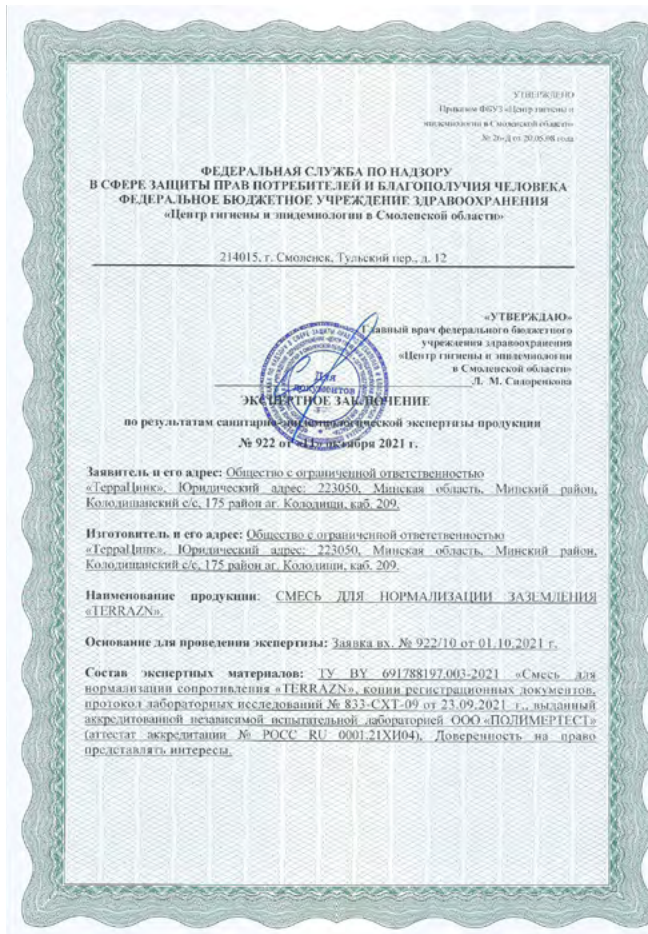 УТВЕРЖДЕНО
Приказом ФБУЗ «Центр гигиены и
эпидемиологии в Смоленской области»
№ 26-Д от 20.05.08 года
ФЕДЕРАЛЬНАЯ СЛУЖБА ПО НАДЗОРУ
В СФЕРЕ ЗАЩИТЫ ПРАВ ПОТРЕБИТЕЛЕЙ И БЛАГОПОЛУЧИЯ ЧЕЛОВЕКА
ФЕДЕРАЛЬНОЕ БЮДЖЕТНОЕ УЧРЕЖДЕНИЕ ЗДРАВООХРАНЕНИЯ
«Центр гигиены и эпидемиологии в Смоленской области»
214015, г. Смоленск, Тульский пер., д. 12
«УТВЕРЖДАЮ»
Главный врач федерального бюджетного
учреждения здравоохранения
«Центр гигиены и эпидемиологии
в Смоленской области»
Л. М. Сидоренкова
Для
документов
ЭКСПЕРТНОЕ ЗАКЛЮЧЕНИЕ
по результатам санитарно-эпидемиологической экспертизы продукции
№ 922 от «11» октября 2021 г.
Заявитель и его адрес: Общество с ограниченной ответственностью
«ТерраЦинк». Юридический адрес: 223050, Минская область, Минский район,
Колодищанский с/с, 175 район аг. Колодищи, каб. 209.
Изготовитель и его адрес: Общество с ограниченной ответственностью
«ТерраЦинк». Юридический адрес: 223050, Минская область, Минский район,
Колодищанский с/с, 175 район аг. Колодищи, каб. 209.
Наименование продукции: СМЕСЬ ДЛЯ НОРМАЛИЗАЦИИ ЗАЗЕМЛЕНИЯ
«TERRAZN».
Основание для проведения экспертизы: Заявка вх. № 922/10 от 01.10.2021 г.
Состав экспертных материалов: ТУ BY 691788197.003-2021 «Смесь для
нормализации сопротивления «TERRAZN», копии регистрационных документов,
протокол лабораторных исследований № 833-СХТ-09 от 23.09.2021 г., выданный
аккредитованной независимой испытательной лабораторией ООО «ПОЛИМЕРТЕСТ»
(аттестат аккредитации № РОСС RU 0001.21ХИ04). Доверенность на право
представлять интересы.